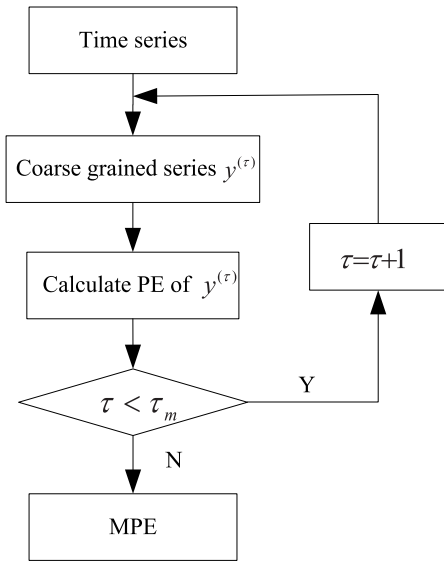 Time series
Coarse grained series y^(τ)
τ=τ+1
Calculate PE of y^(τ)
τ < τ_m
Y
N
MPE